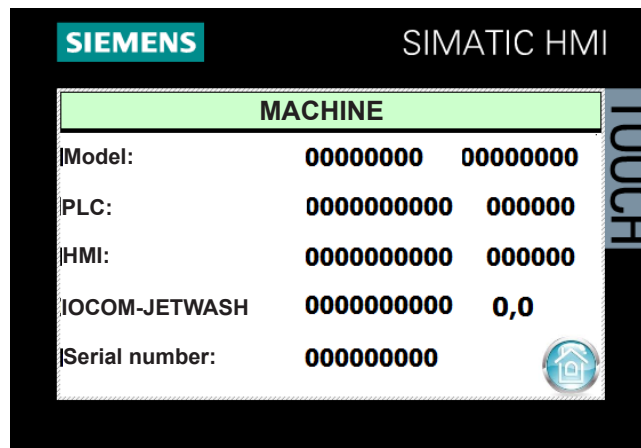 SIEMENS SIMATIC HMI
MACHINE
Model: 00000000 00000000
PLC: 0000000000 000000
HMI: 0000000000 000000
IOCOM-JETWASH 0000000000 0,0
Serial number: 000000000
TOUCH